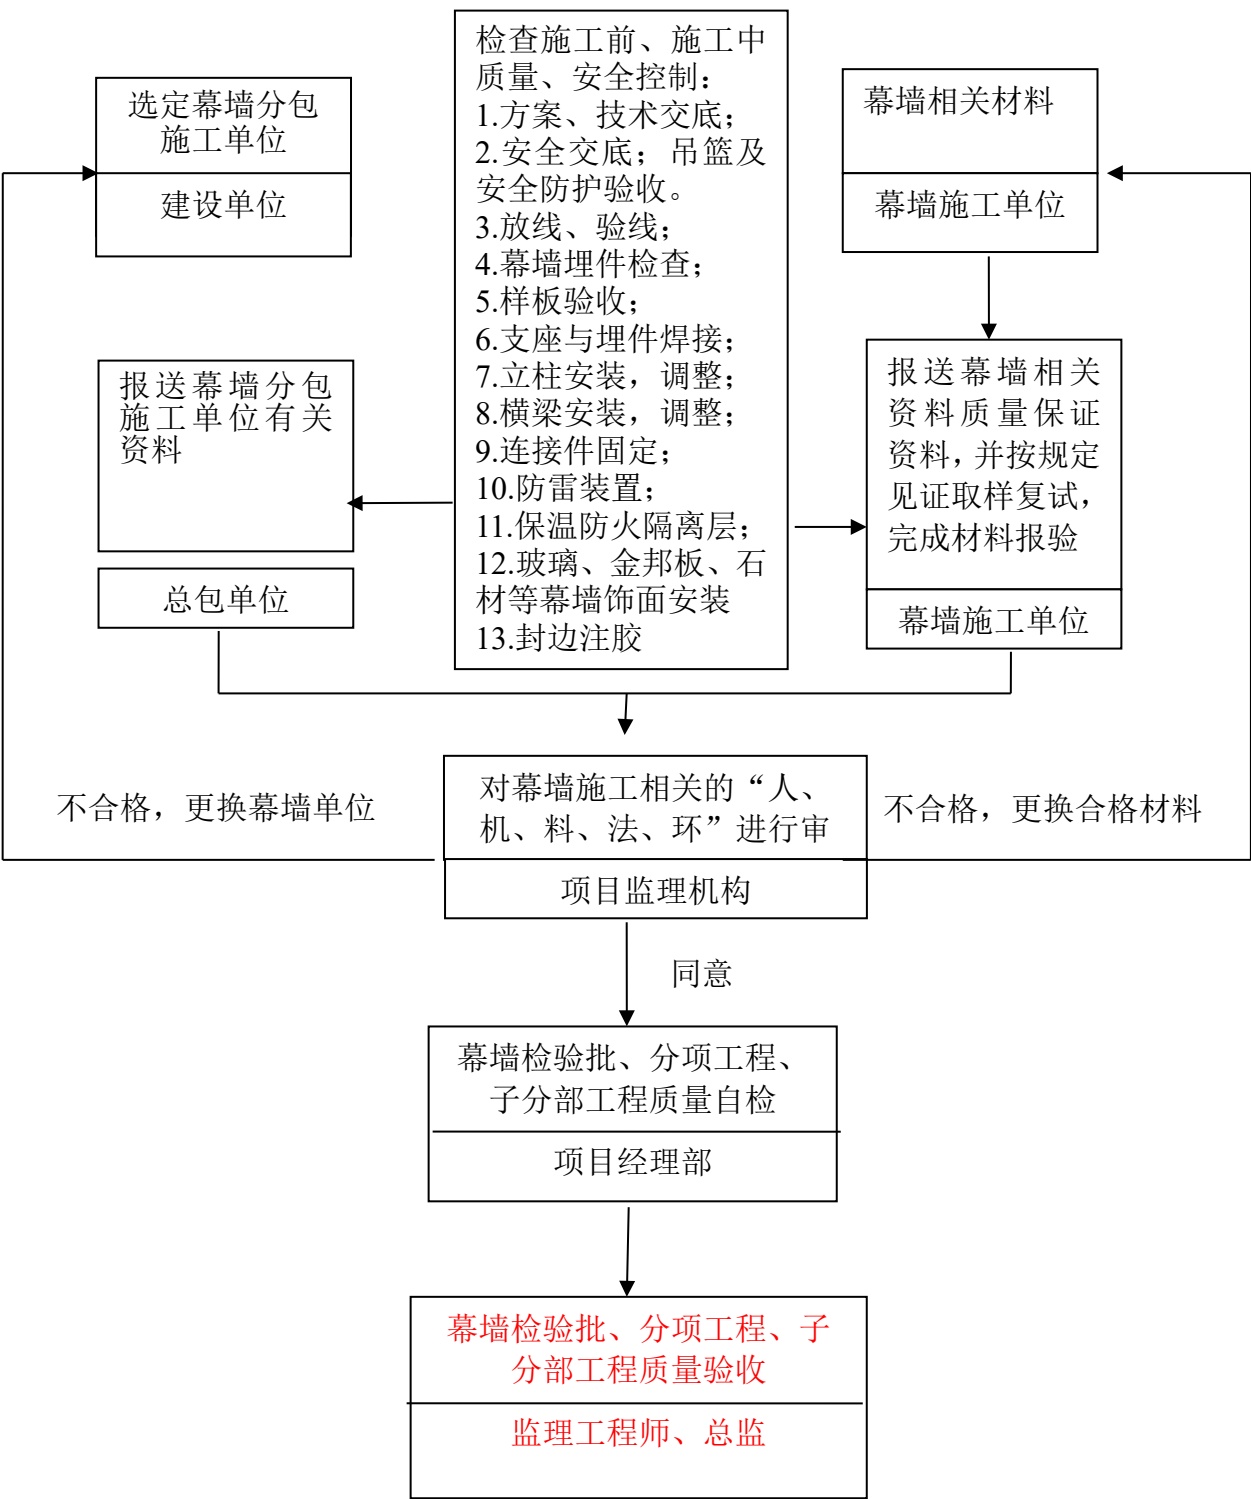 选定幕墙分包
施工单位
建设单位
报送幕墙分包
施工单位有关
资料
总包单位
检查施工前、施工中
质量、安全控制：
1.方案、技术交底；
2.安全交底；吊篮及
安全防护验收。
3.放线、验线；
4.幕墙埋件检查；
5.样板验收；
6.支座与埋件焊接；
7.立柱安装，调整；
8.横梁安装，调整；
9.连接件固定；
10.防雷装置；
11.保温防火隔离层；
12.玻璃、金邦板、石
材等幕墙饰面安装
13.封边注胶
幕墙相关材料
幕墙施工单位
报送幕墙相关
资料质量保证
资料，并按规定
见证取样复试，
完成材料报验
幕墙施工单位
不合格，更换幕墙单位
对幕墙施工相关的“人、
机、料、法、环”进行审
项目监理机构
不合格，更换合格材料
同意
幕墙检验批、分项工程、
子分部工程质量自检
项目经理部
幕墙检验批、分项工程、子
分部工程质量验收
监理工程师、总监